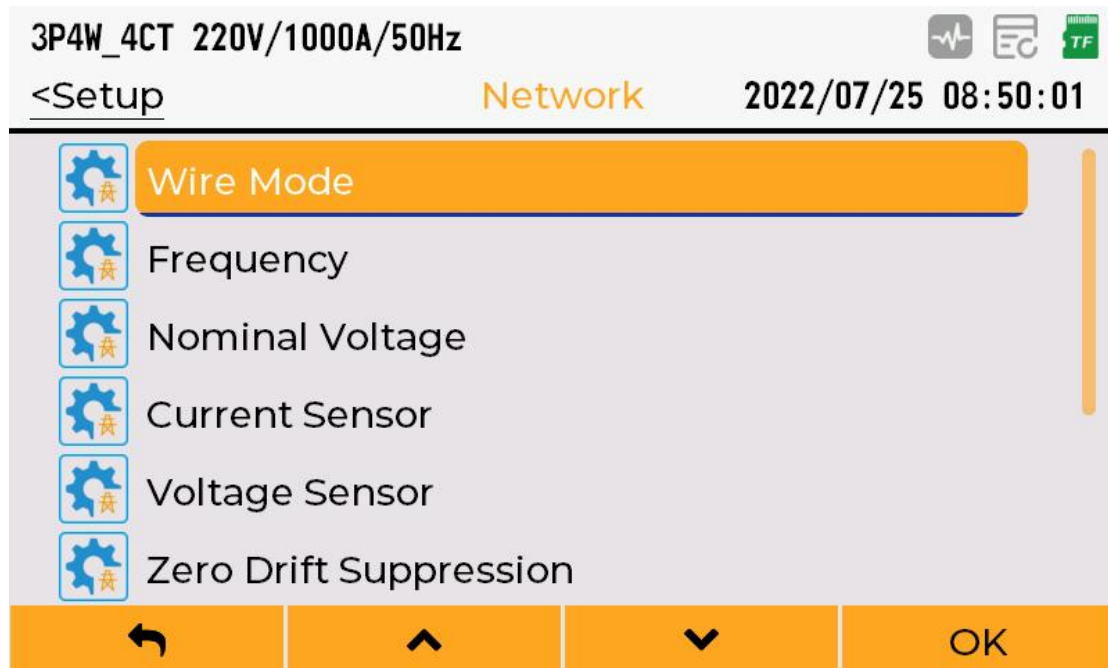 3P4W_4CT 220V/1000A/50Hz
TF
<Setup Network 2022/07/25 08:50:01
Wire Mode
Frequency
Nominal Voltage
Current Sensor
Voltage Sensor
Zero Drift Suppression
OK